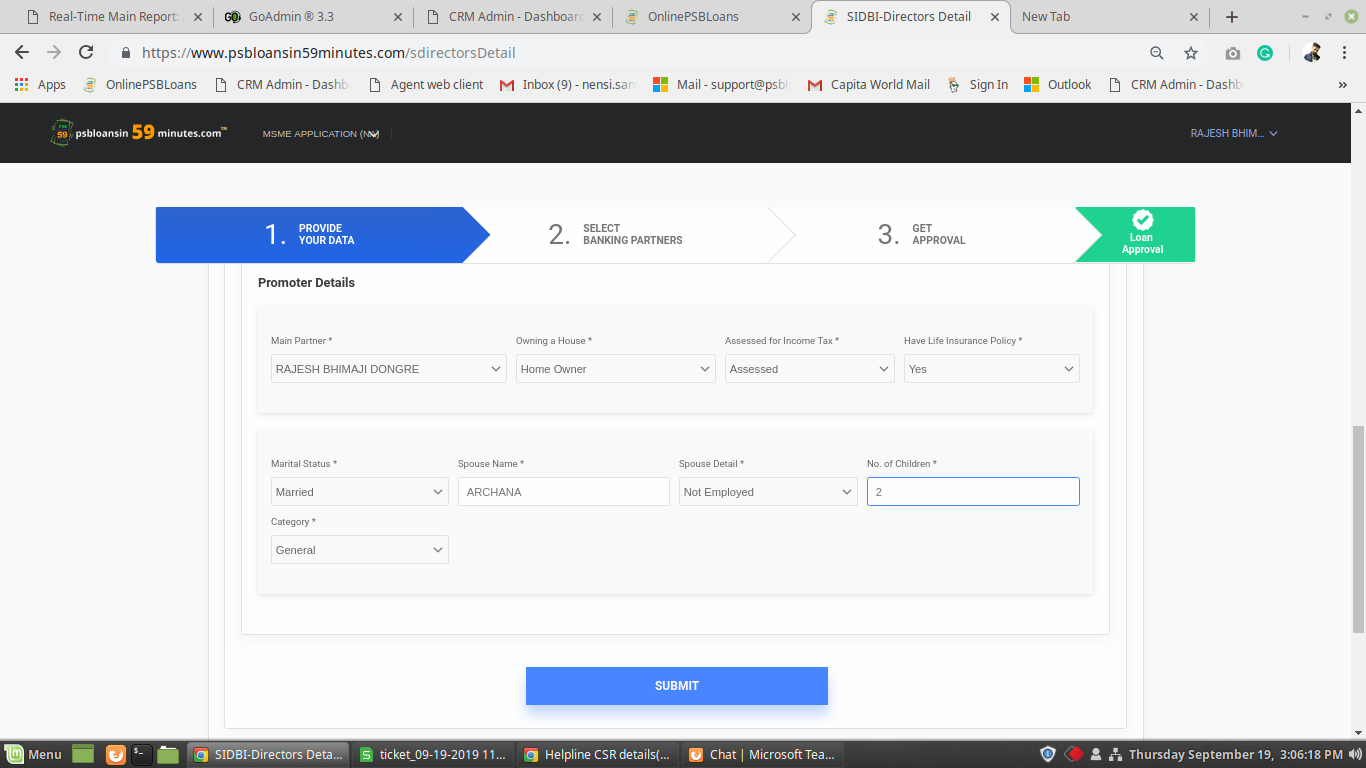 Real-Time Main Report:
GoAdmin ® 3.3
CRM Admin - Dashboard
OnlinePSBLoans
SIDBI-Directors Detail
New Tab
https://www.psbloansin59minutes.com/sdirectorsDetail
Apps
OnlinePSBLoans
CRM Admin - Dashb
Agent web client
Inbox (9) - nensi.san
Mail - support@psbl
Capita World Mail
Sign In
Outlook
CRM Admin - Dashb
»
psbloansin 59 minutes.com™
MSME APPLICATION
RAJESH BHIM...
1. PROVIDE
YOUR DATA
2. SELECT
BANKING PARTNERS
3. GET
APPROVAL
Loan
Approval
Promoter Details
Main Partner *
Owning a House *
Assessed for Income Tax *
Have Life Insurance Policy *
RAJESH BHIMAJI DONGRE
Home Owner
Assessed
Yes
Marital Status *
Spouse Name *
Spouse Detail *
No. of Children *
Married
ARCHANA
Not Employed
2
Category *
General
SUBMIT
Menu
SIDBI-Directors Deta...
ticket_09-19-2019 11...
Helpline CSR details(...
Chat | Microsoft Tea...
Thursday September 19, 3:06:18 PM